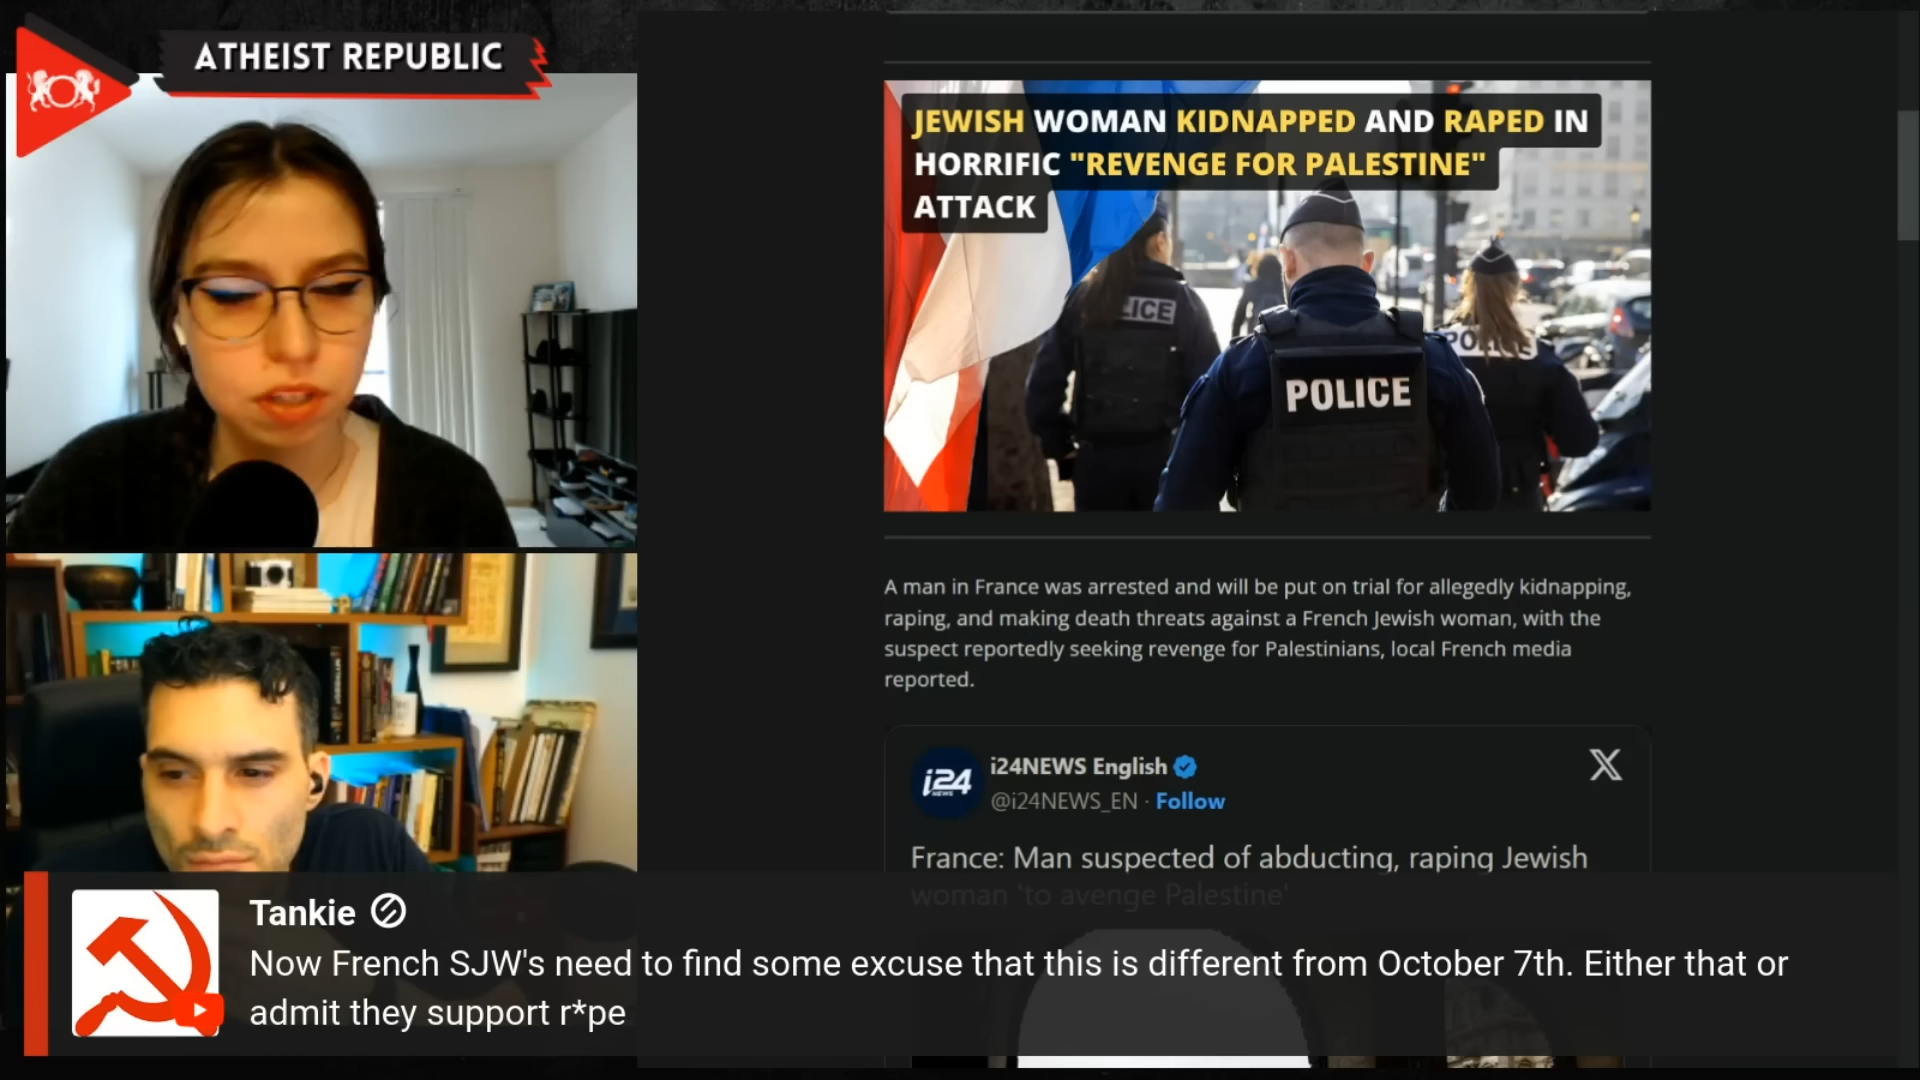 ATHEIST REPUBLIC
JEWISH WOMAN KIDNAPPED AND RAPED IN
HORRIFIC "REVENGE FOR PALESTINE"
ATTACK
LICE
POLICE
POLICE
A man in France was arrested and will be put on trial for allegedly kidnapping,
raping, and making death threats against a French Jewish woman, with the
suspect reportedly seeking revenge for Palestinians, local French media
reported.
i24
NEWS
i24NEWS English
@i24NEWS_EN · Follow
France: Man suspected of abducting, raping Jewish
woman 'to avenge Palestine'
Tankie
Now French SJW's need to find some excuse that this is different from October 7th. Either that or
admit they support r*pe